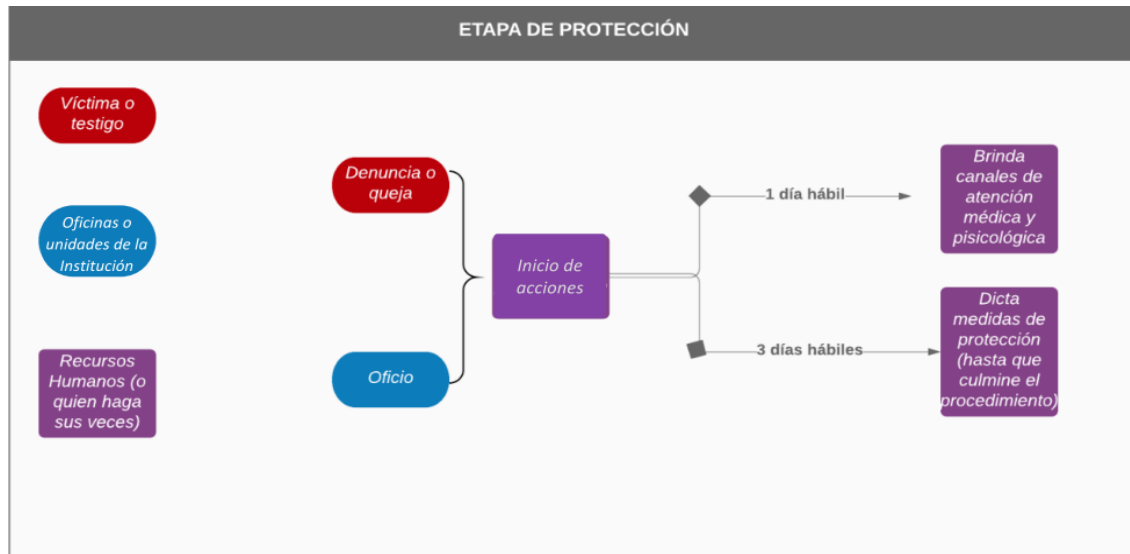 ETAPA DE PROTECCIÓN
Víctima o
testigo
Oficinas o
unidades de la
Institución
Recursos
Humanos (o
quien haga
sus veces)
Denuncia o
queja
Oficio
Inicio de
acciones
1 día hábil
3 días hábiles
Brinda
canales de
atención
médica y
pisicológica
Dicta
medidas de
protección
(hasta que
culmine el
procedimiento)